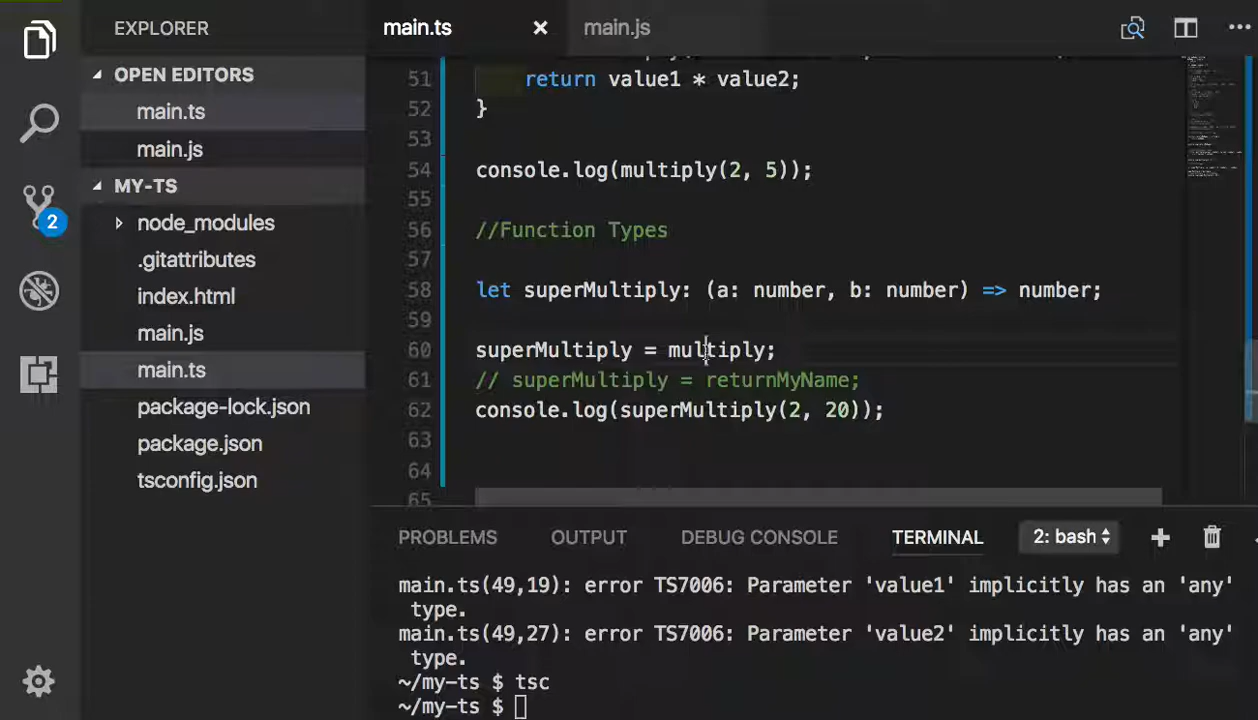 EXPLORER
main.ts
main.js
OPEN EDITORS
main.ts
main.js
MY-TS
2
node_modules
.gitattributes
index.html
main.js
main.ts
package-lock.json
package.json
tsconfig.json
51 return value1 * value2;
52 }
53
54 console.log(multiply(2, 5));
55
56 //Function Types
57
58 let superMultiply: (a: number, b: number) => number;
59
60 superMultiply = multiply;
61 // superMultiply = returnMyName;
62 console.log(superMultiply(2, 20));
63
64
65
PROBLEMS OUTPUT DEBUG CONSOLE TERMINAL 2: bash
main.ts(49,19): error TS7006: Parameter 'value1' implicitly has an 'any'
type.
main.ts(49,27): error TS7006: Parameter 'value2' implicitly has an 'any'
type.
~/my-ts $ tsc
~/my-ts $